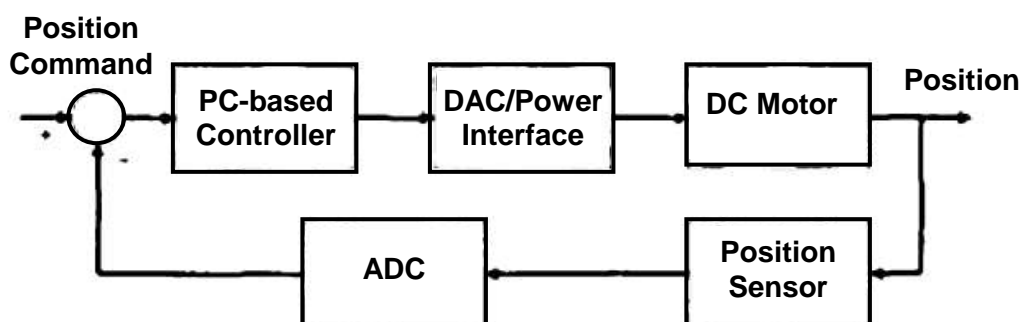 Position
Command
PC-based
Controller
DAC/Power
Interface
DC Motor
Position
+
-
ADC
Position
Sensor